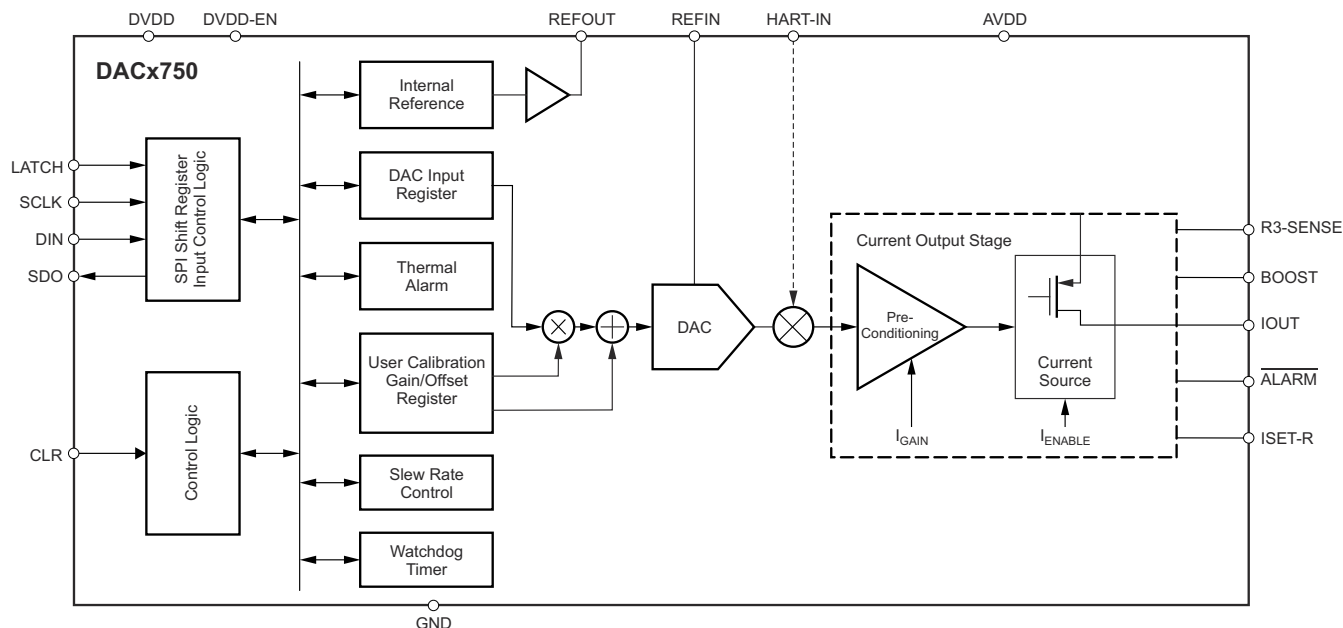 DVDD
DVDD-EN
REFOUT
REFIN
HART-IN
AVDD
DACx750
Internal
Reference
LATCH
SCLK
DIN
SDO
SPI Shift Register
Input Control Logic
DAC Input
Register
Thermal
Alarm
User Calibration
Gain/Offset
Register
DAC
Current Output Stage
Pre-
Conditioning
Current
Source
IGAIN
IENABLE
R3-SENSE
BOOST
IOUT
ALARM
ISET-R
CLR
Control Logic
Slew Rate
Control
Watchdog
Timer
GND